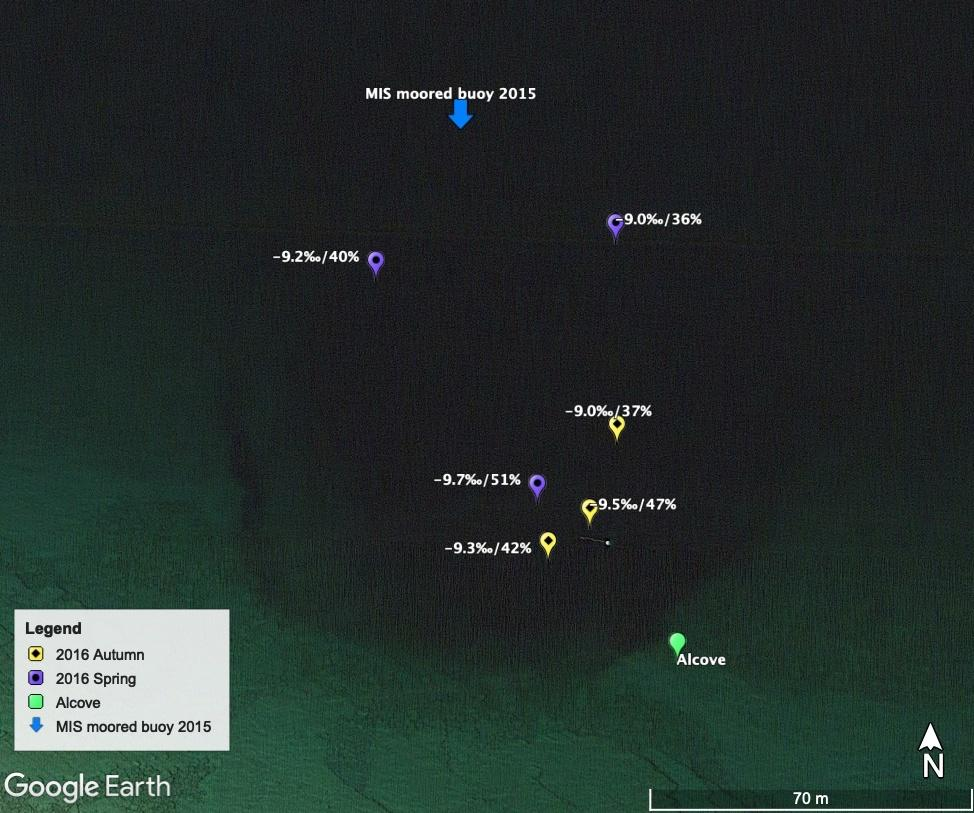 MIS moored buoy 2015
-9.0‰/36%
-9.2‰/40%
-9.0‰/37%
-9.7‰/51%
-9.5‰/47%
-9.3‰/42%
Alcove
Legend
2016 Autumn
2016 Spring
Alcove
MIS moored buoy 2015
N
Google Earth
70 m